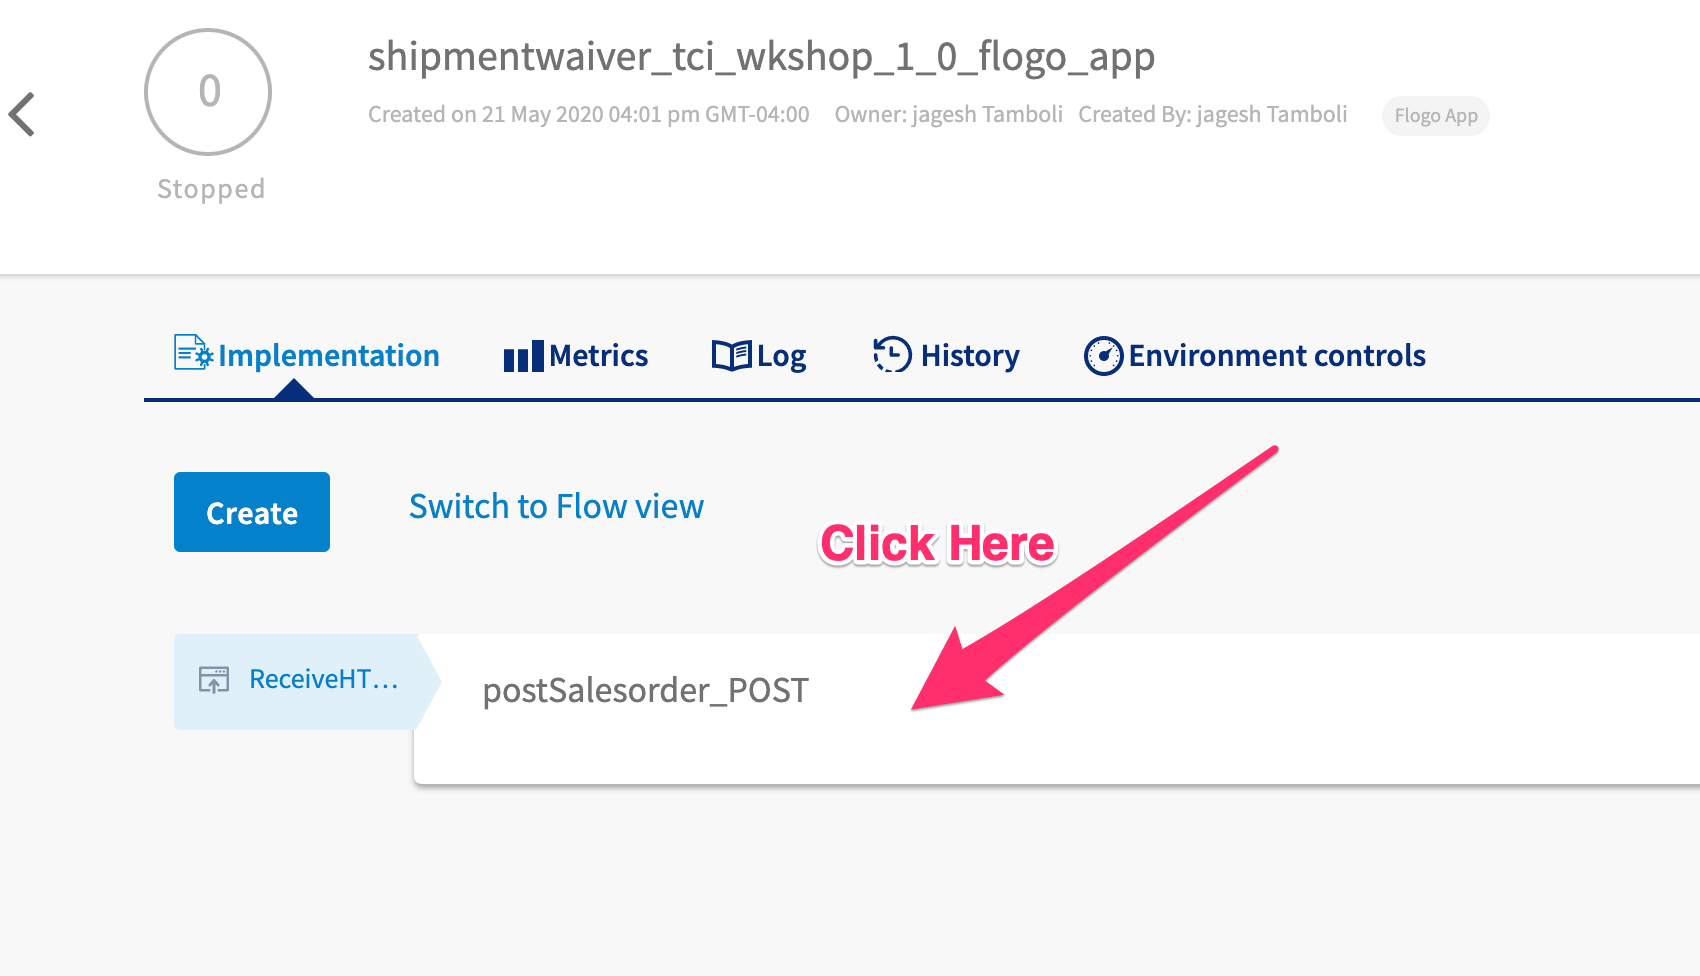 0
Stopped
shipmentwaiver_tci_wkshop_1_0_flogo_app
Created on 21 May 2020 04:01 pm GMT-04:00 Owner: jagesh Tamboli Created By: jagesh Tamboli Flogo App
Implementation Metrics Log History Environment controls
Create Switch to Flow view
Click Here
ReceiveHT... postSalesorder_POST